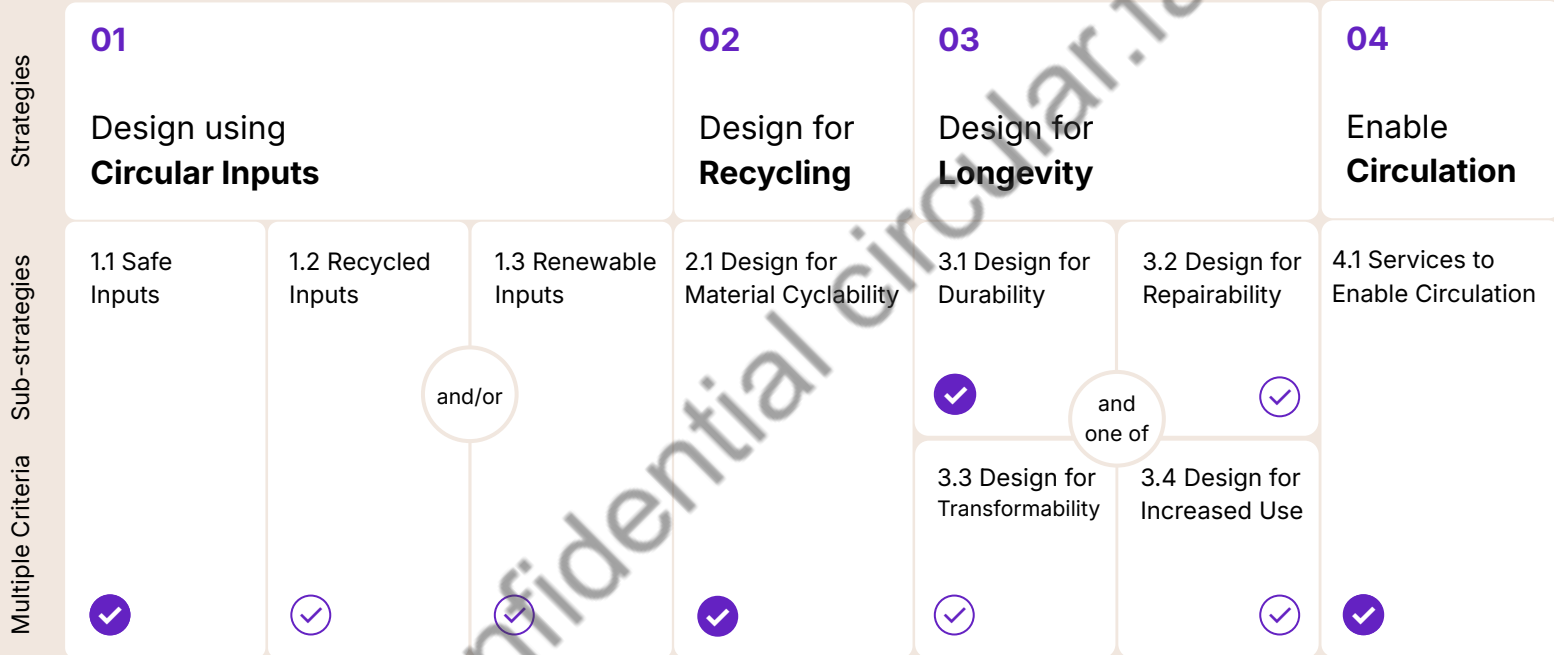 Strategies
01
Design using
Circular Inputs
02
Design for
Recycling
03
Design for
Longevity
04
Enable
Circulation
Sub-strategies
1.1 Safe
Inputs
1.2 Recycled
Inputs
and/or
1.3 Renewable
Inputs
2.1 Design for
Material Cyclability
3.1 Design for
Durability
3.2 Design for
Repairability
and
one of
4.1 Services to
Enable Circulation
Multiple Criteria
3.3 Design for
Transformability
3.4 Design for
Increased Use
nfidential circular.fa